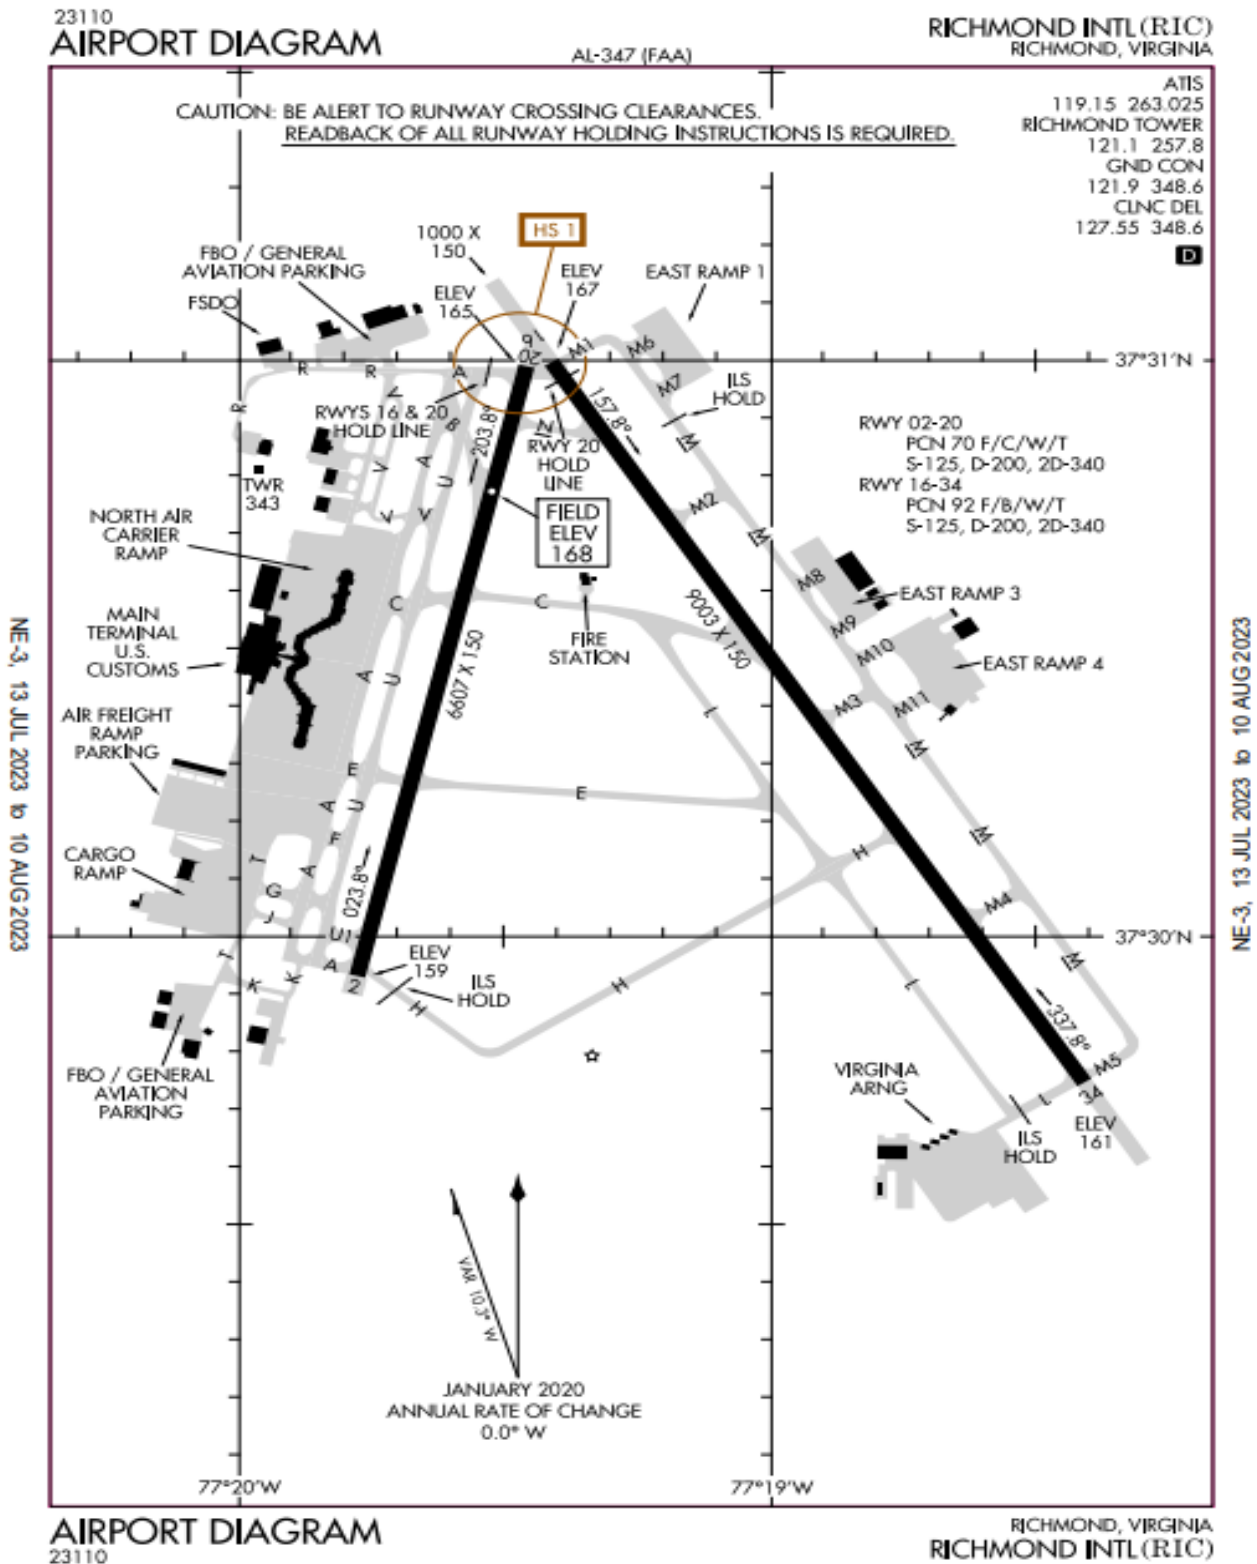 23110
AIRPORT DIAGRAM
AL-347 (FAA)
RICHMOND INTL (RIC)
RICHMOND, VIRGINIA
CAUTION: BE ALERT TO RUNWAY CROSSING CLEARANCES.
READBACK OF ALL RUNWAY HOLDING INSTRUCTIONS IS REQUIRED.
ATIS
119.15 263.025
RICHMOND TOWER
121.1 257.8
GND CON
121.9 348.6
CLNC DEL
127.55 348.6
D
HS 1
1000 X
150
FBO / GENERAL
AVIATION PARKING
FSDO
ELEV
165
ELEV
167
EAST RAMP 1
16
20
M1
M6
M7
37°31'N
R
R
R
A
V
B
RWYS 16 & 20
HOLD LINE
203.8°
RWY 20
HOLD
LINE
157.8°
ILS
HOLD
M
RWY 02-20
PCN 70 F/C/W/T
S-125, D-200, 2D-340
RWY 16-34
PCN 92 F/B/W/T
S-125, D-200, 2D-340
TWR
343
V
A
U
V
V
M2
M
NORTH AIR
CARRIER
RAMP
FIELD
ELEV
168
M8
EAST RAMP 3
M9
M10
C
C
FIRE
STATION
9003 X 150
MAIN
TERMINAL
U.S.
CUSTOMS
EAST RAMP 4
A
U
6607 X 150
L
M3
M11
M
AIR FREIGHT
RAMP
PARKING
E
E
A
U
F
M
CARGO
RAMP
T
G
J
A
023.8°
H
M4
U1
37°30'N
T
K
K
A
2
ELEV
159
ILS
HOLD
H
H
L
M
337.8°
M5
34
ELEV
161
L
ILS
HOLD
VIRGINIA
ARNG
FBO / GENERAL
AVIATION
PARKING
VAR 10.3° W
JANUARY 2020
ANNUAL RATE OF CHANGE
0.0° W
77°20'W
77°19'W
NE-3, 13 JUL 2023 to 10 AUG 2023
NE-3, 13 JUL 2023 to 10 AUG 2023
AIRPORT DIAGRAM
23110
RICHMOND, VIRGINIA
RICHMOND INTL (RIC)